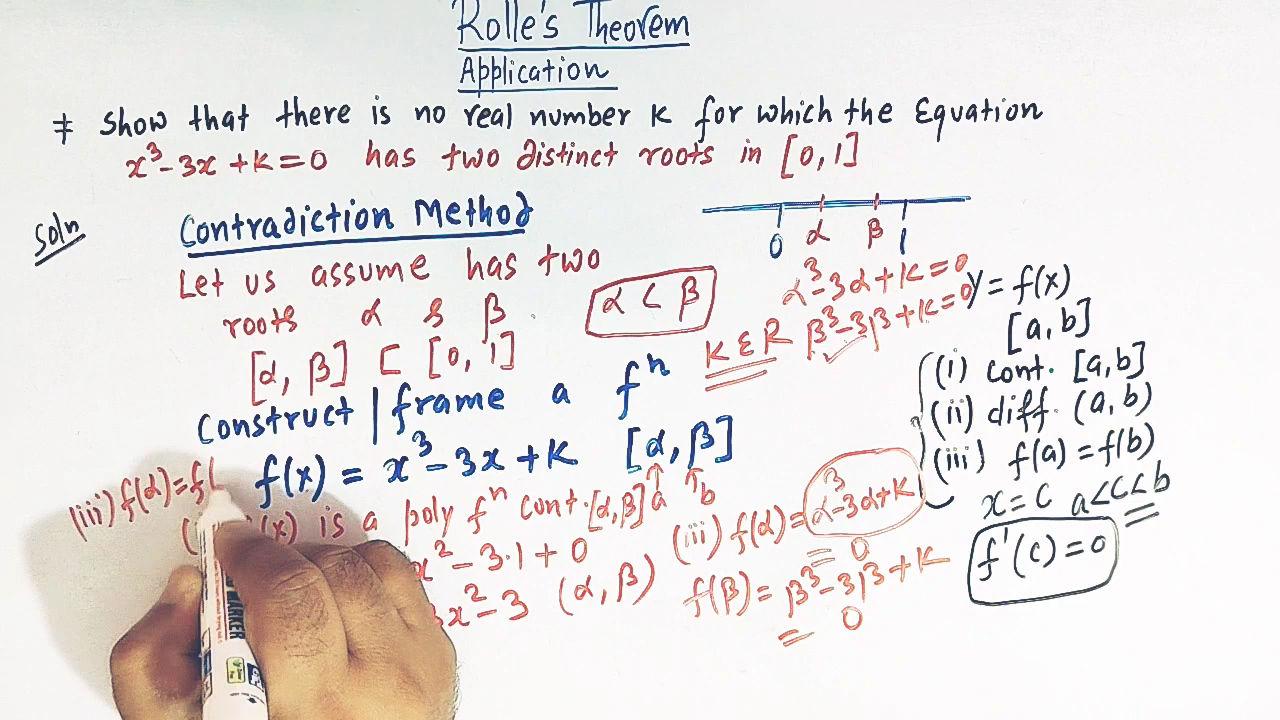 Rolle's Theorem
Application
# Show that there is no real number K for which the Equation
x³-3x+K=0 has two distinct roots in [0,1]
Soln
Contradiction Method
0 α β 1
Let us assume has two
roots α & β
α < β
[α, β] ⊂ [0, 1]
α³-3α+K=0
β³-3β+K=0
K∈R
Construct | frame a fⁿ
f(x) = x³-3x+K [α, β]
a b
y = f(x)
[a, b]
(i) cont. [a,b]
(ii) diff. (a,b)
(iii) f(a)=f(b)
x=c a<c<b
f'(c)=0
(iii) f(α)=f(
(x) is a poly fⁿ cont. [α,β]
x²-3·1+0
3x²-3 (α, β)
(iii) f(α)=α³-3α+K
= 0
f(β)=β³-3β+K
= 0
MARKER